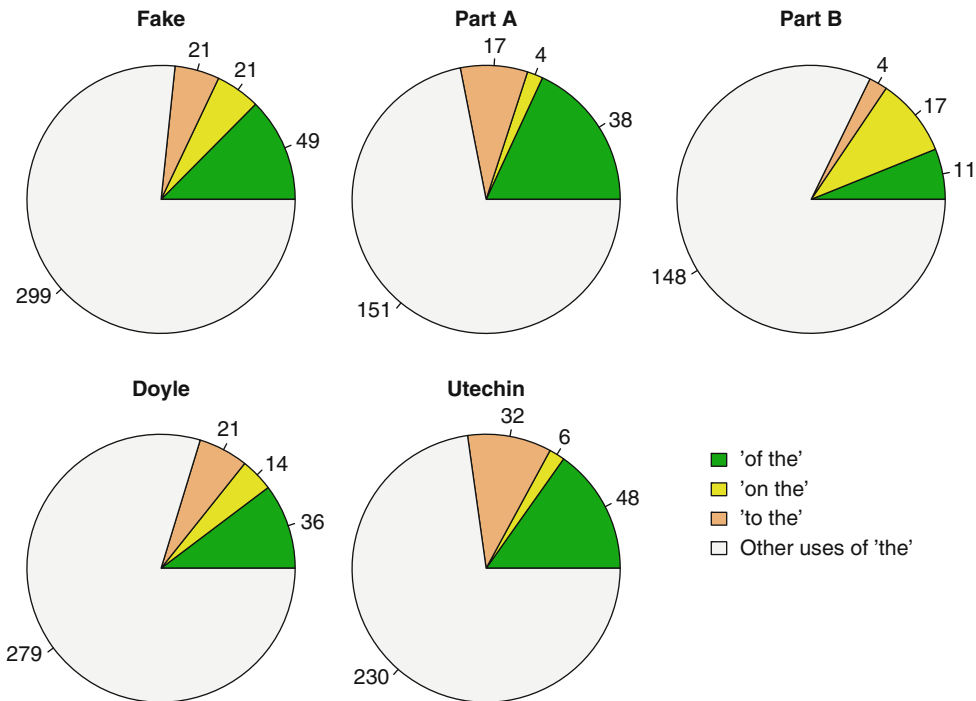 Fake
21
21
49
299
Part A
17
4
38
151
Part B
4
17
11
148
Doyle
21
14
36
279
Utechin
32
6
48
230
'of the'
'on the'
'to the'
Other uses of 'the'